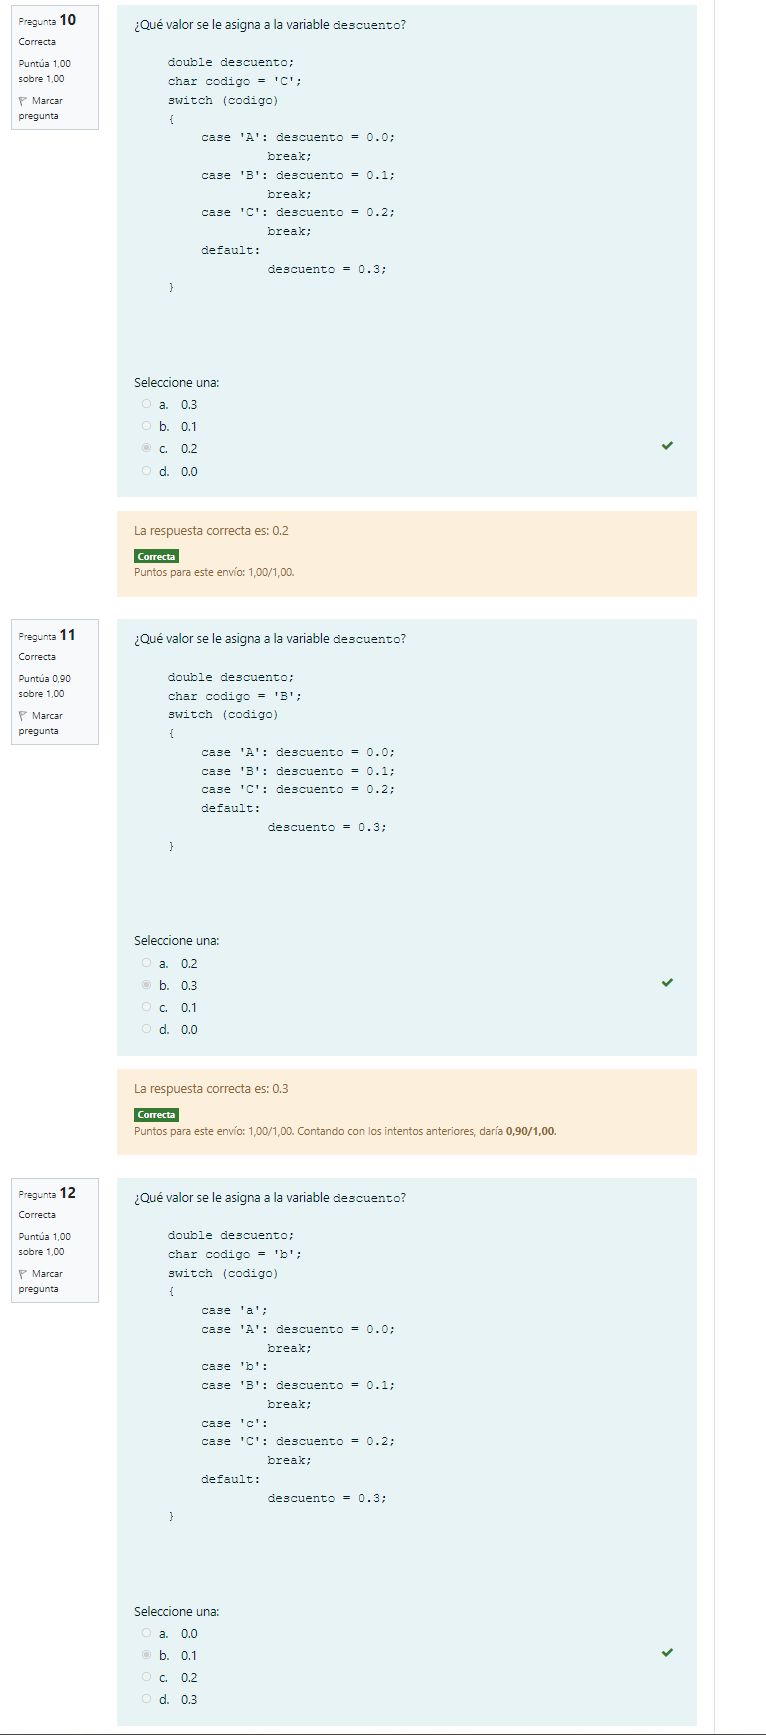 Pregunta 10
Correcta
Puntúa 1,00
sobre 1,00
Marcar
pregunta
¿Qué valor se le asigna a la variable descuento?
double descuento;
char codigo = 'C';
switch (codigo)
{
case 'A': descuento = 0.0;
break;
case 'B': descuento = 0.1;
break;
case 'C': descuento = 0.2;
break;
default:
descuento = 0.3;
}
Seleccione una:
a. 0.3
b. 0.1
c. 0.2
d. 0.0
La respuesta correcta es: 0.2
Correcta
Puntos para este envío: 1,00/1,00.
Pregunta 11
Correcta
Puntúa 0,90
sobre 1,00
Marcar
pregunta
¿Qué valor se le asigna a la variable descuento?
double descuento;
char codigo = 'B';
switch (codigo)
{
case 'A': descuento = 0.0;
case 'B': descuento = 0.1;
case 'C': descuento = 0.2;
default:
descuento = 0.3;
}
Seleccione una:
a. 0.2
b. 0.3
c. 0.1
d. 0.0
La respuesta correcta es: 0.3
Correcta
Puntos para este envío: 1,00/1,00. Contando con los intentos anteriores, daría 0,90/1,00.
Pregunta 12
Correcta
Puntúa 1,00
sobre 1,00
Marcar
pregunta
¿Qué valor se le asigna a la variable descuento?
double descuento;
char codigo = 'b';
switch (codigo)
{
case 'a';
case 'A': descuento = 0.0;
break;
case 'b':
case 'B': descuento = 0.1;
break;
case 'c':
case 'C': descuento = 0.2;
break;
default:
descuento = 0.3;
}
Seleccione una:
a. 0.0
b. 0.1
c. 0.2
d. 0.3